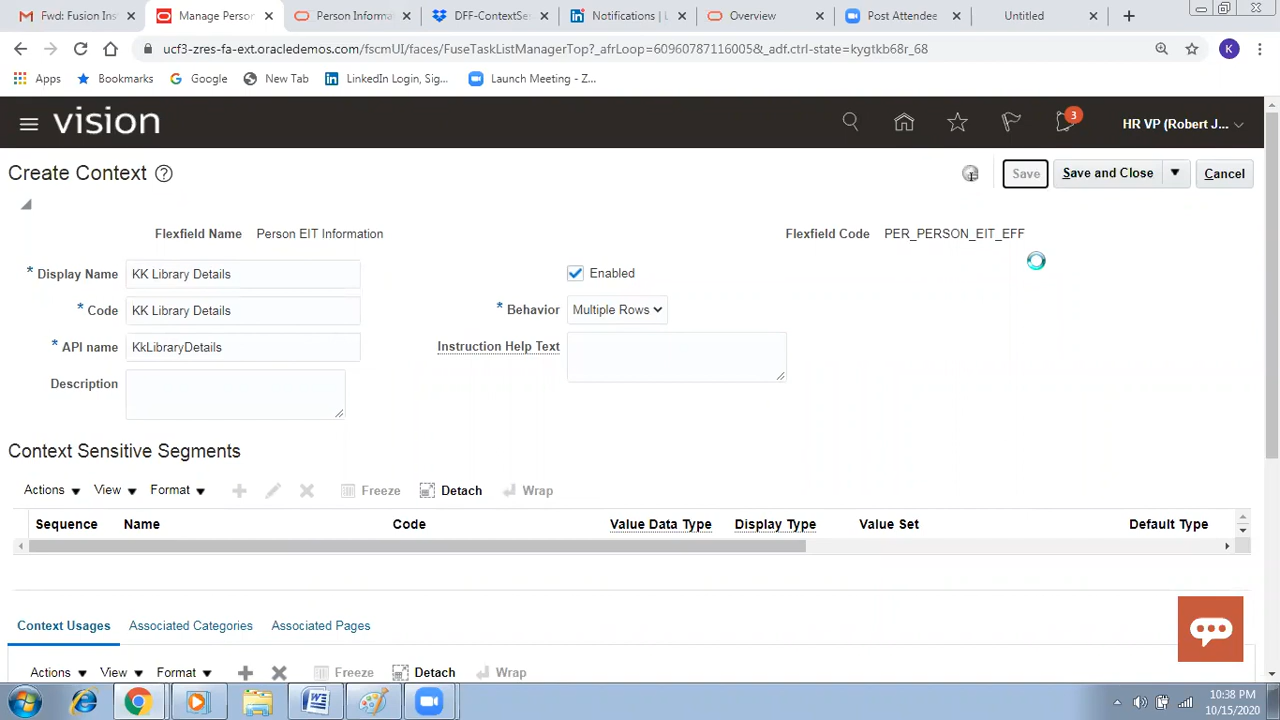 Fwd: Fusion Ins
Manage Person
Person Informa
DFF-ContextSe
Notifications | L
Overview
Post Attendee
Untitled
ucf3-zres-fa-ext.oracledemos.com/fscmUI/faces/FuseTaskListManagerTop?_afrLoop=60960787116005&_adf.ctrl-state=kygtkb68r_68
K
Apps
Bookmarks
Google
New Tab
LinkedIn Login, Sig...
Launch Meeting - Z...
vision
3
HR VP (Robert J...
Create Context
Save
Save and Close
Cancel
Flexfield Name Person EIT Information
Flexfield Code PER_PERSON_EIT_EFF
* Display Name KK Library Details
Enabled
* Code KK Library Details
* Behavior Multiple Rows
* API name KkLibraryDetails
Instruction Help Text
Description
Context Sensitive Segments
Actions View Format Freeze Detach Wrap
Sequence Name Code Value Data Type Display Type Value Set Default Type
Context Usages Associated Categories Associated Pages
Actions View Format Freeze Detach Wrap
10:38 PM
10/15/2020